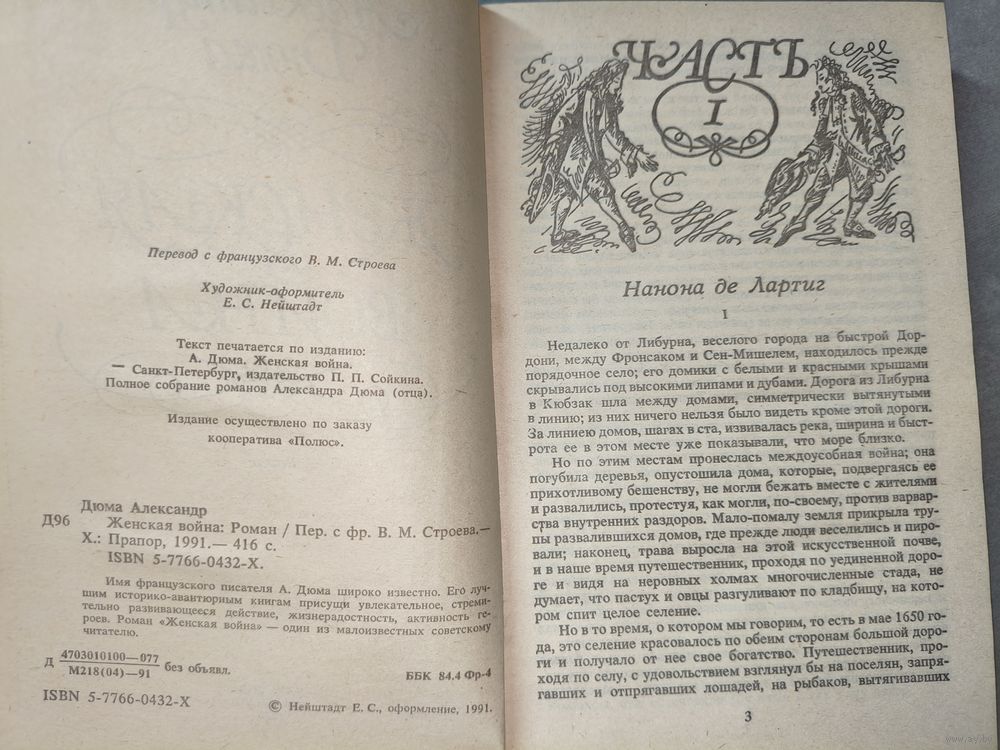 Перевод с французского В. М. Строева
Художник-оформитель
Е. С. Нейштадт
Текст печатается по изданию:
А. Дюма. Женская война.
— Санкт-Петербург, издательство П. П. Сойкина.
Полное собрание романов Александра Дюма (отца).
Издание осуществлено по заказу
кооператива «Полюс».
Дюма Александр
Д96 Женская война: Роман / Пер. с фр. В. М. Строева.—
Х.: Прапор, 1991.— 416 с.
ISBN 5-7766-0432-X.
Имя французского писателя А. Дюма широко известно. Его луч-
шим историко-авантюрным книгам присущи увлекательное, стреми-
тельно развивающееся действие, жизнерадостность, активность ге-
роев. Роман «Женская война» — один из малоизвестных советскому
читателю.
Д 4703010100—077
М218(04)—91 без объявл.
ББК 84.4 Фр-4
ISBN 5-7766-0432-X
© Нейштадт Е. С., оформление, 1991.
ЧАСТЬ
I
Нанона де Лартиг
I
Недалеко от Либурна, веселого города на быстрой Дор-
дони, между Фронсаком и Сен-Мишелем, находилось прежде
порядочное село; его домики с белыми и красными крышами
скрывались под высокими липами и дубами. Дорога из Либурна
в Кюбзак шла между домами, симметрически вытянутыми
в линию; из них ничего нельзя было видеть кроме этой дороги.
За линиею домов, шагах в ста, извивалась река, ширина и быст-
рота ее в этом месте уже показывали, что море близко.
Но по этим местам пронеслась междоусобная война; она
погубила деревья, опустошила дома, которые, подвергаясь ее
прихотливому бешенству, не могли бежать вместе с жителями
и развалились, протестуя, как могли, по-своему, против варвар-
ства внутренних раздоров. Мало-помалу земля прикрыла тру-
пы развалившихся домов, где прежде люди веселились и пиро-
вали; наконец, трава выросла на этой искусственной почве,
и в наше время путешественник, проходя по уединенной доро-
ге и видя на неровных холмах многочисленные стада, не
думает, что пастух и овцы разгуливают по кладбищу, на кото-
ром спит целое селение.
Но в то время, о котором мы говорим, то есть в мае 1650 го-
да, это селение красовалось по обеим сторонам большой доро-
ги и получало от нее свое богатство. Путешественник, про-
ходя по селу, с удовольствием взглянул бы на поселян, запря-
гавших и отпрягавших лошадей, на рыбаков, вытягивавших
3